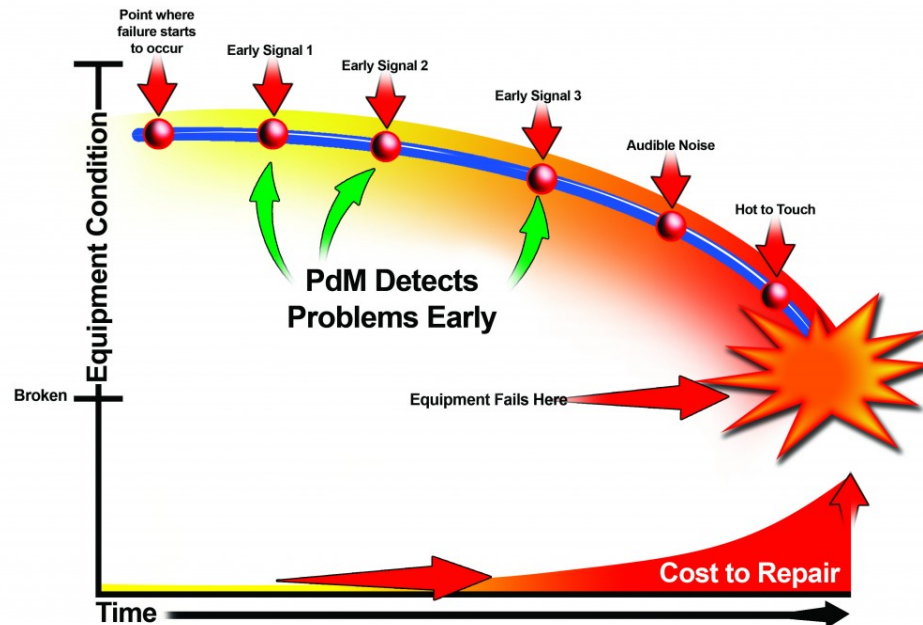 Point where
failure starts
to occur
Early Signal 1
Early Signal 2
Early Signal 3
Audible Noise
Hot to Touch
Equipment Condition
PdM Detects
Problems Early
Broken
Equipment Fails Here
Cost to Repair
Time